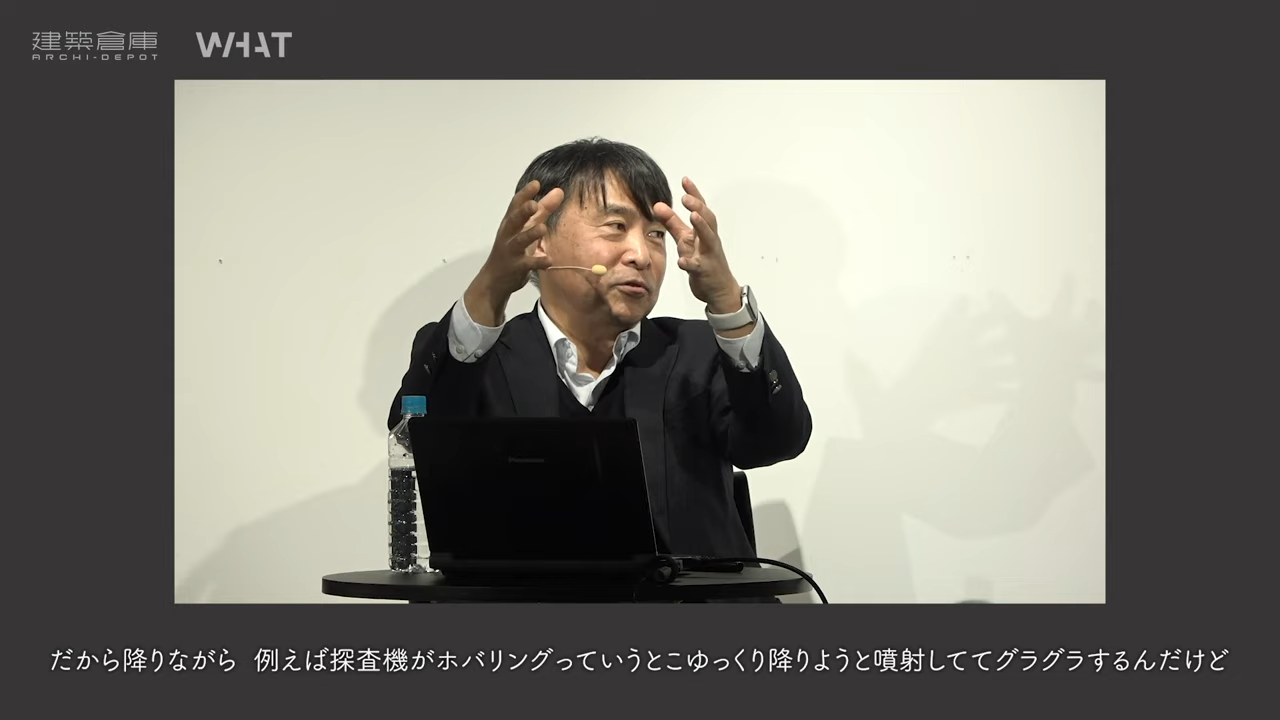 建築倉庫
ARCHI-DEPOT
WHAT
Panasonic
だから降りながら 例えば探査機がホバリングっていうとこゆっくり降りようと噴射しててグラグラするんだけど